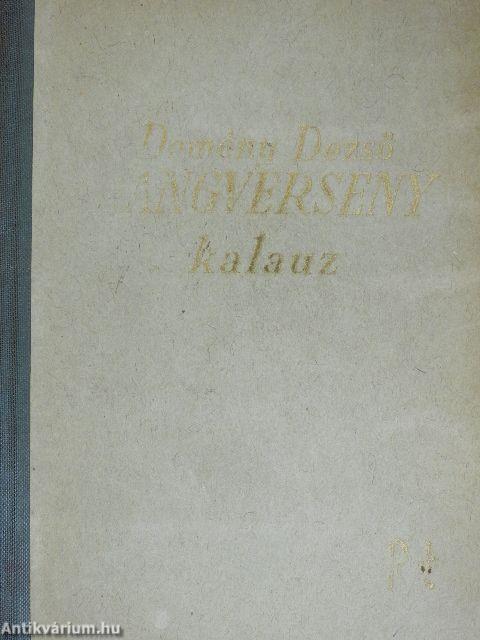 Demény Dezső
ANGVERSENY
kalauz
P t
Antikvárium.hu